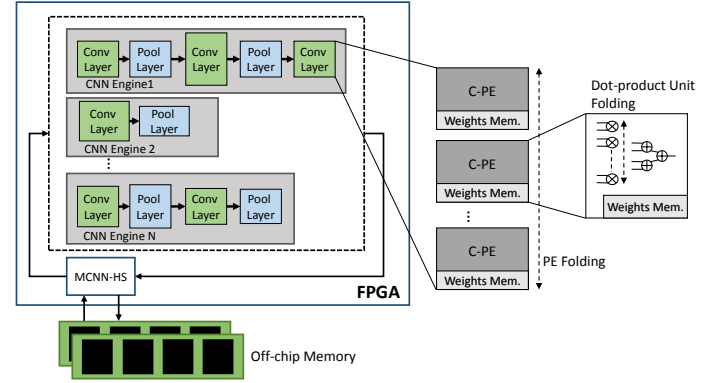 Conv
Layer
Pool
Layer
Conv
Layer
Pool
Layer
Conv
Layer
CNN Engine1
Conv
Layer
Pool
Layer
CNN Engine 2
Conv
Layer
Pool
Layer
Conv
Layer
Pool
Layer
CNN Engine N
MCNN-HS
FPGA
Off-chip Memory
C-PE
Weights Mem.
C-PE
Weights Mem.
C-PE
Weights Mem.
PE Folding
Dot-product Unit
Folding
Weights Mem.